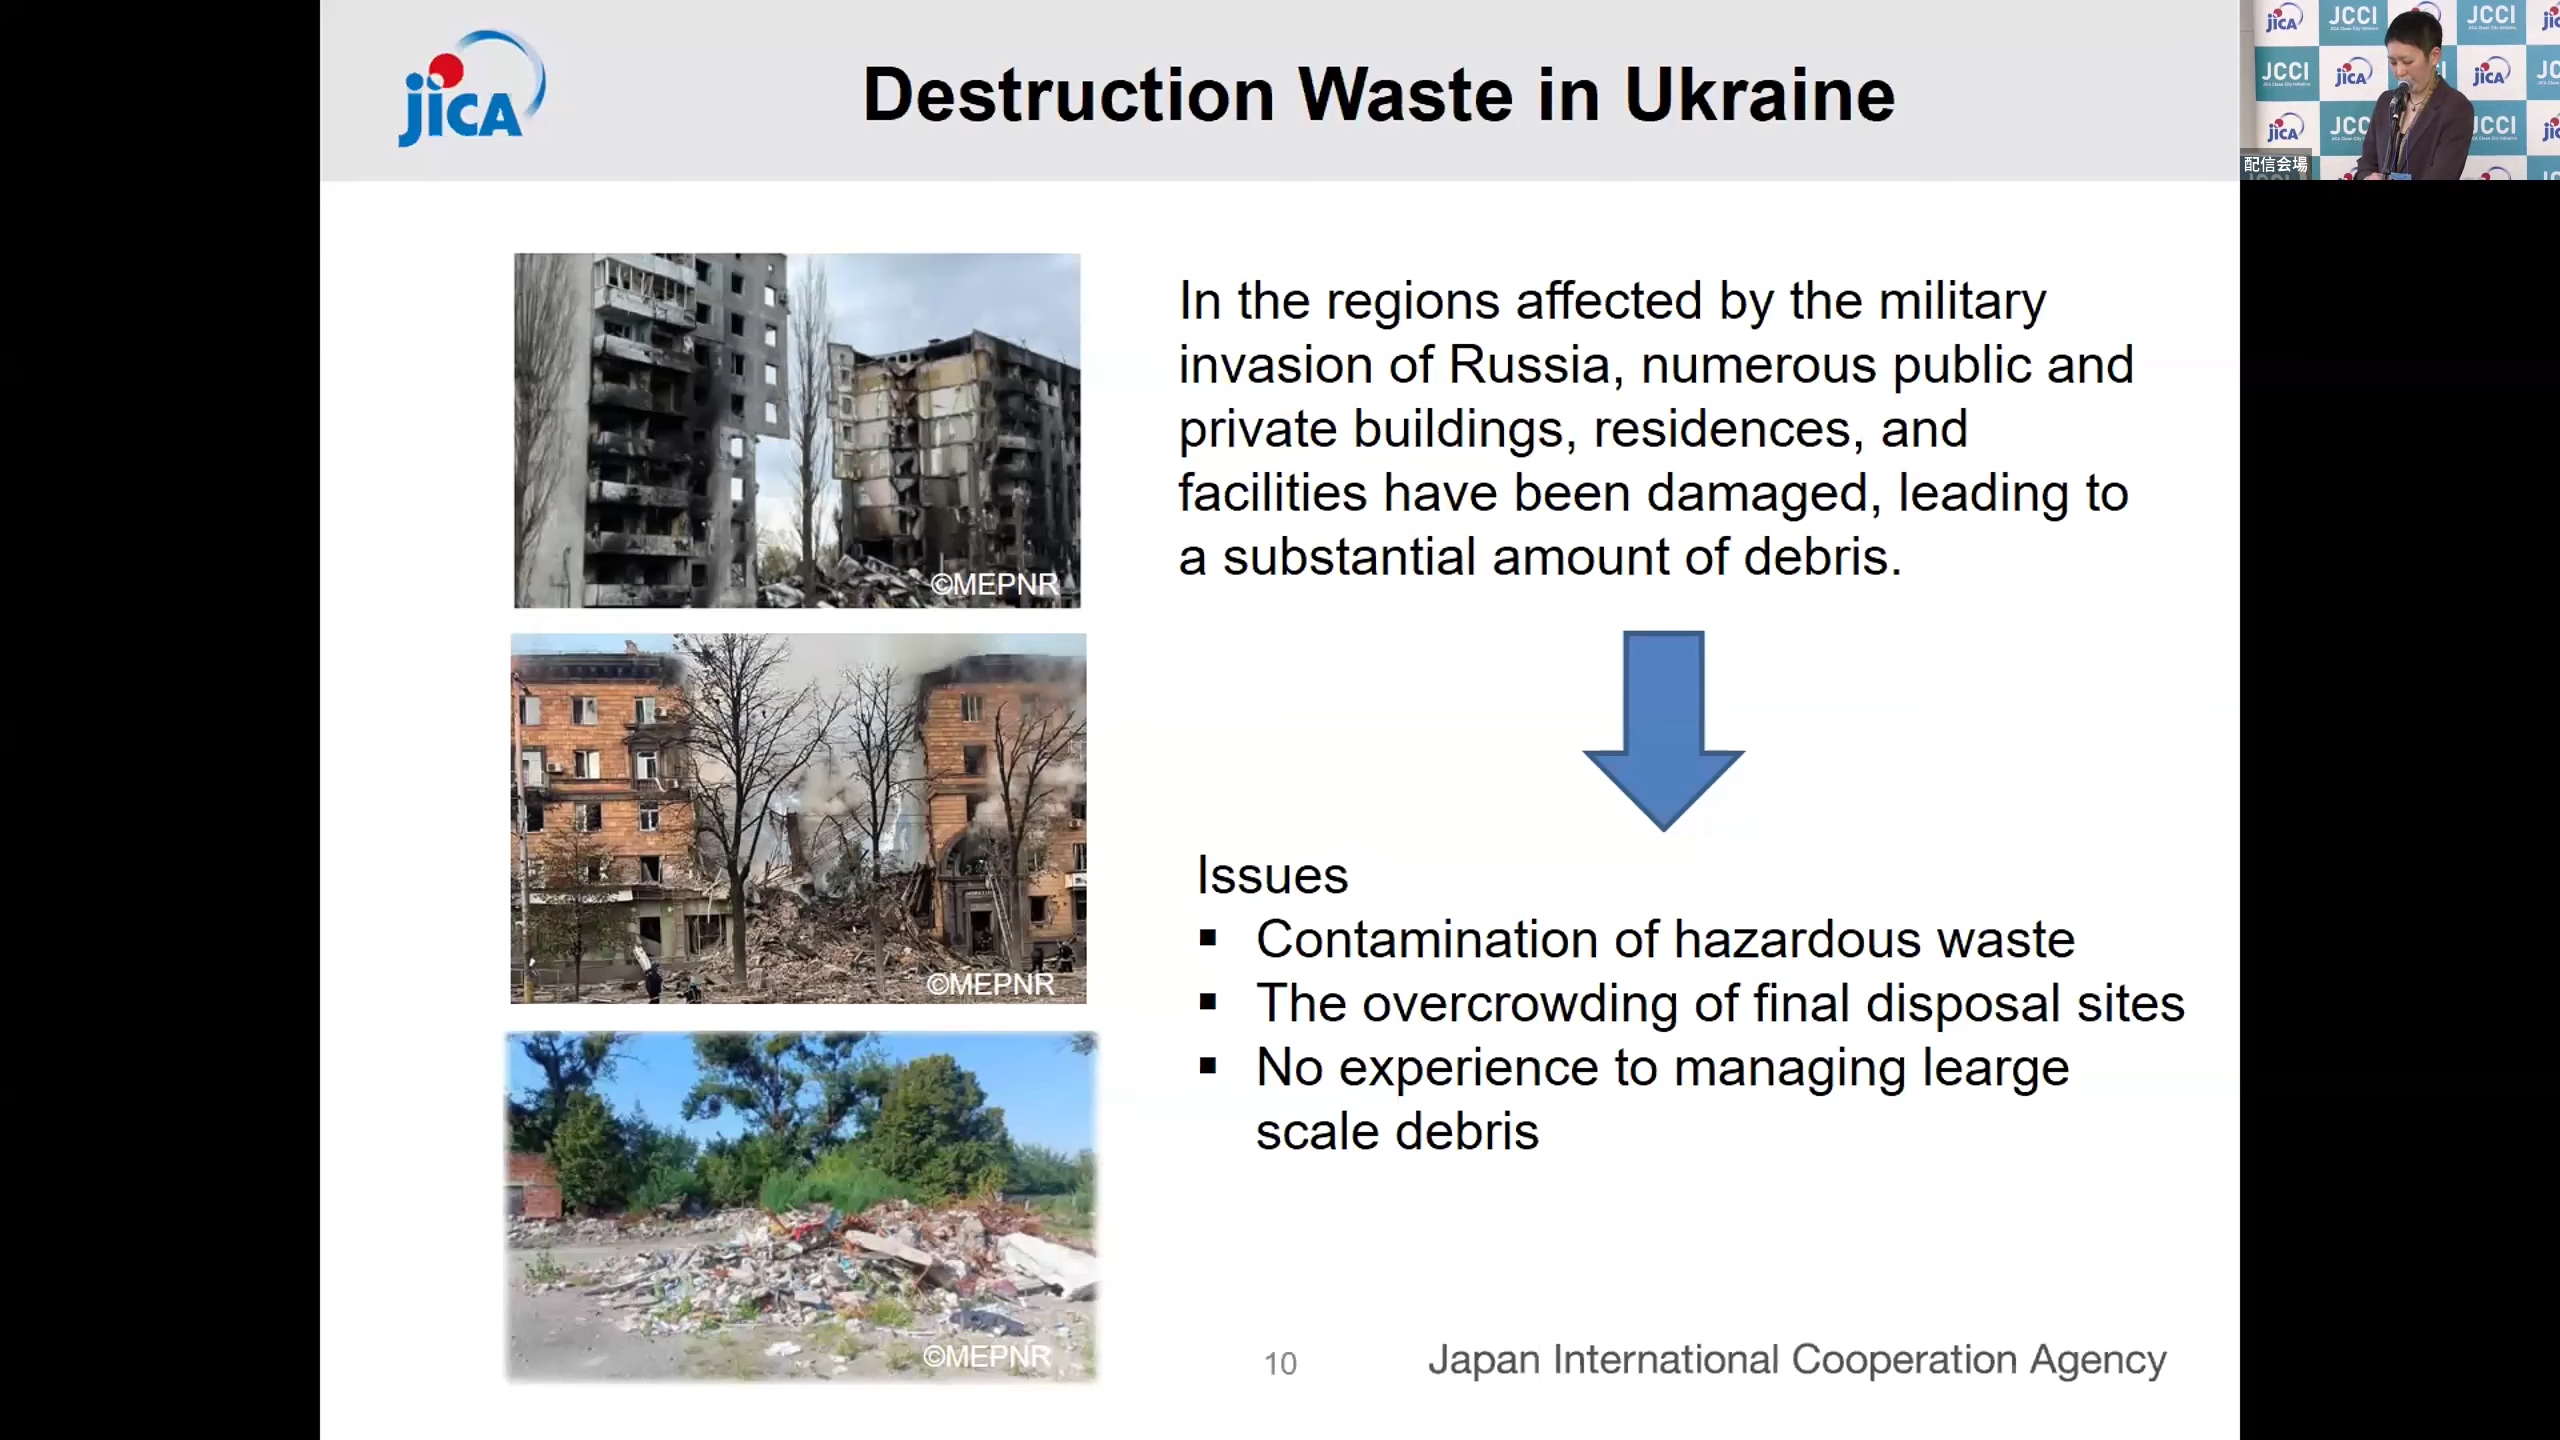 jica
Destruction Waste in Ukraine
In the regions affected by the military
invasion of Russia, numerous public and
private buildings, residences, and
facilities have been damaged, leading to
a substantial amount of debris.
©MEPNR
©MEPNR
©MEPNR
Issues
▪ Contamination of hazardous waste
▪ The overcrowding of final disposal sites
▪ No experience to managing learge
scale debris
10
Japan International Cooperation Agency
jica JCCI JCCI
JCCI jica jica
jica JCCI
配信会場